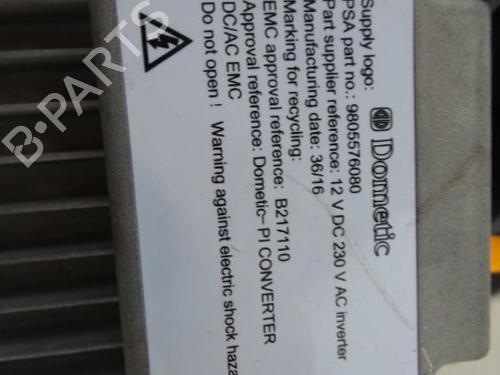 Supply logo: Dometic
PSA part no.: 9805576080
Part supplier reference: 12 V DC 230 V AC inverter
Manufacturing date: 36/16
Marking for recycling:
EMC approval reference: B217110
Approval reference: Dometic-PI CONVERTER
DC/AC EMC
Do not open ! Warning against electric shock haza
B-PARTS